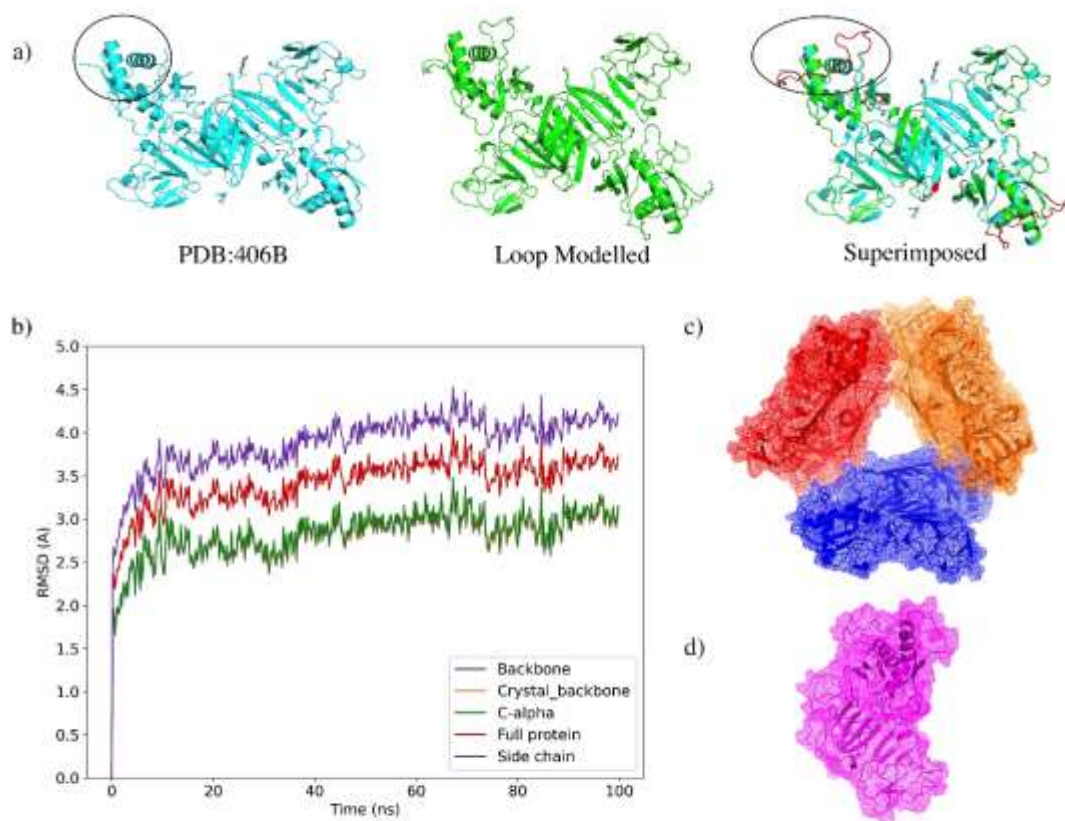 a)
PDB:406B Loop Modelled Superimposed
b)
5.0
4.5
4.0
3.5
3.0
2.5
2.0
1.5
1.0
0.5
0.0
RMSD (A)
0 20 40 60 80 100
Time (ns)
Backbone
Crystal_backbone
C-alpha
Full protein
Side chain
c)
d)